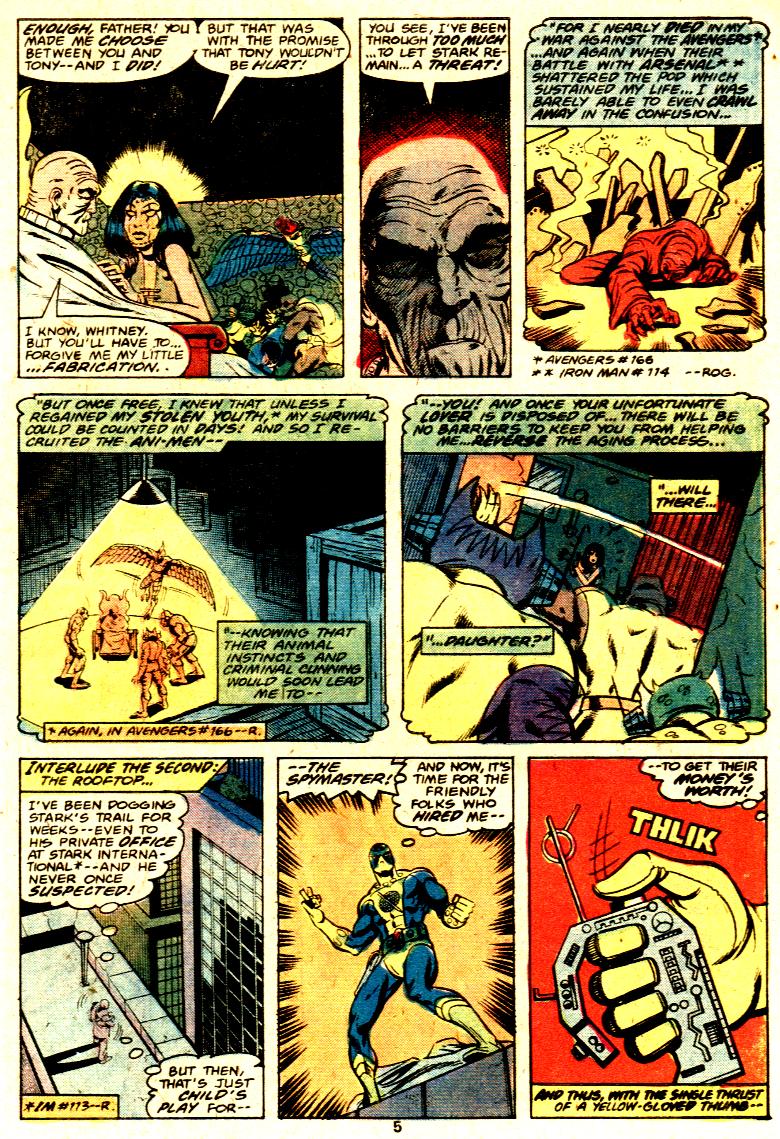 ENOUGH, FATHER! YOU
MADE ME CHOOSE
BETWEEN YOU AND
TONY--AND I DID!
BUT THAT WAS
WITH THE PROMISE
THAT TONY WOULDN'T
BE HURT!
I KNOW, WHITNEY.
BUT YOU'LL HAVE TO...
FORGIVE ME MY LITTLE
...FABRICATION..
YOU SEE, I'VE BEEN
THROUGH TOO MUCH
...TO LET STARK RE-
MAIN... A THREAT!
"FOR I NEARLY DIED IN MY
WAR AGAINST THE AVENGERS*
...AND AGAIN WHEN THEIR
BATTLE WITH ARSENAL**
SHATTERED THE POD WHICH
SUSTAINED MY LIFE... I WAS
BARELY ABLE TO EVEN CRAWL
AWAY IN THE CONFUSION...
* AVENGERS #166
** IRON MAN #114 --ROG.
"BUT ONCE FREE, I KNEW THAT UNLESS I
REGAINED MY STOLEN YOUTH,* MY SURVIVAL
COULD BE COUNTED IN DAYS! AND SO I RE-
CRUITED THE ANI-MEN--
"--KNOWING THAT
THEIR ANIMAL
INSTINCTS AND
CRIMINAL CUNNING
WOULD SOON LEAD
ME TO--
*AGAIN, IN AVENGERS #166--R.
"--YOU! AND ONCE YOUR UNFORTUNATE
LOVER IS DISPOSED OF... THERE WILL BE
NO BARRIERS TO KEEP YOU FROM HELPING
ME...REVERSE THE AGING PROCESS...
"...WILL
THERE...
"...DAUGHTER?"
INTERLUDE THE SECOND:
THE ROOFTOP...
I'VE BEEN DOGGING
STARK'S TRAIL FOR
WEEKS--EVEN TO
HIS PRIVATE OFFICE
AT STARK INTERNA-
TIONAL*--AND HE
NEVER ONCE
SUSPECTED!
BUT THEN,
THAT'S JUST
CHILD'S
PLAY FOR--
*IM #113--R.
--THE
SPYMASTER!
AND NOW, IT'S
TIME FOR THE
FRIENDLY
FOLKS WHO
HIRED ME--
--TO GET THEIR
MONEY'S
WORTH!
THLIK
AND THUS, WITH THE SINGLE THRUST
OF A YELLOW-GLOVED THUMB--
5